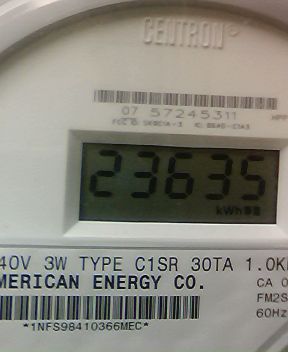 CENTRON
07 57245311
23635
kWh
40V 3W TYPE C1SR 30TA 1.0K
MERICAN ENERGY CO.
CA 0
FM2S
60Hz
*1NFS98410366MEC*